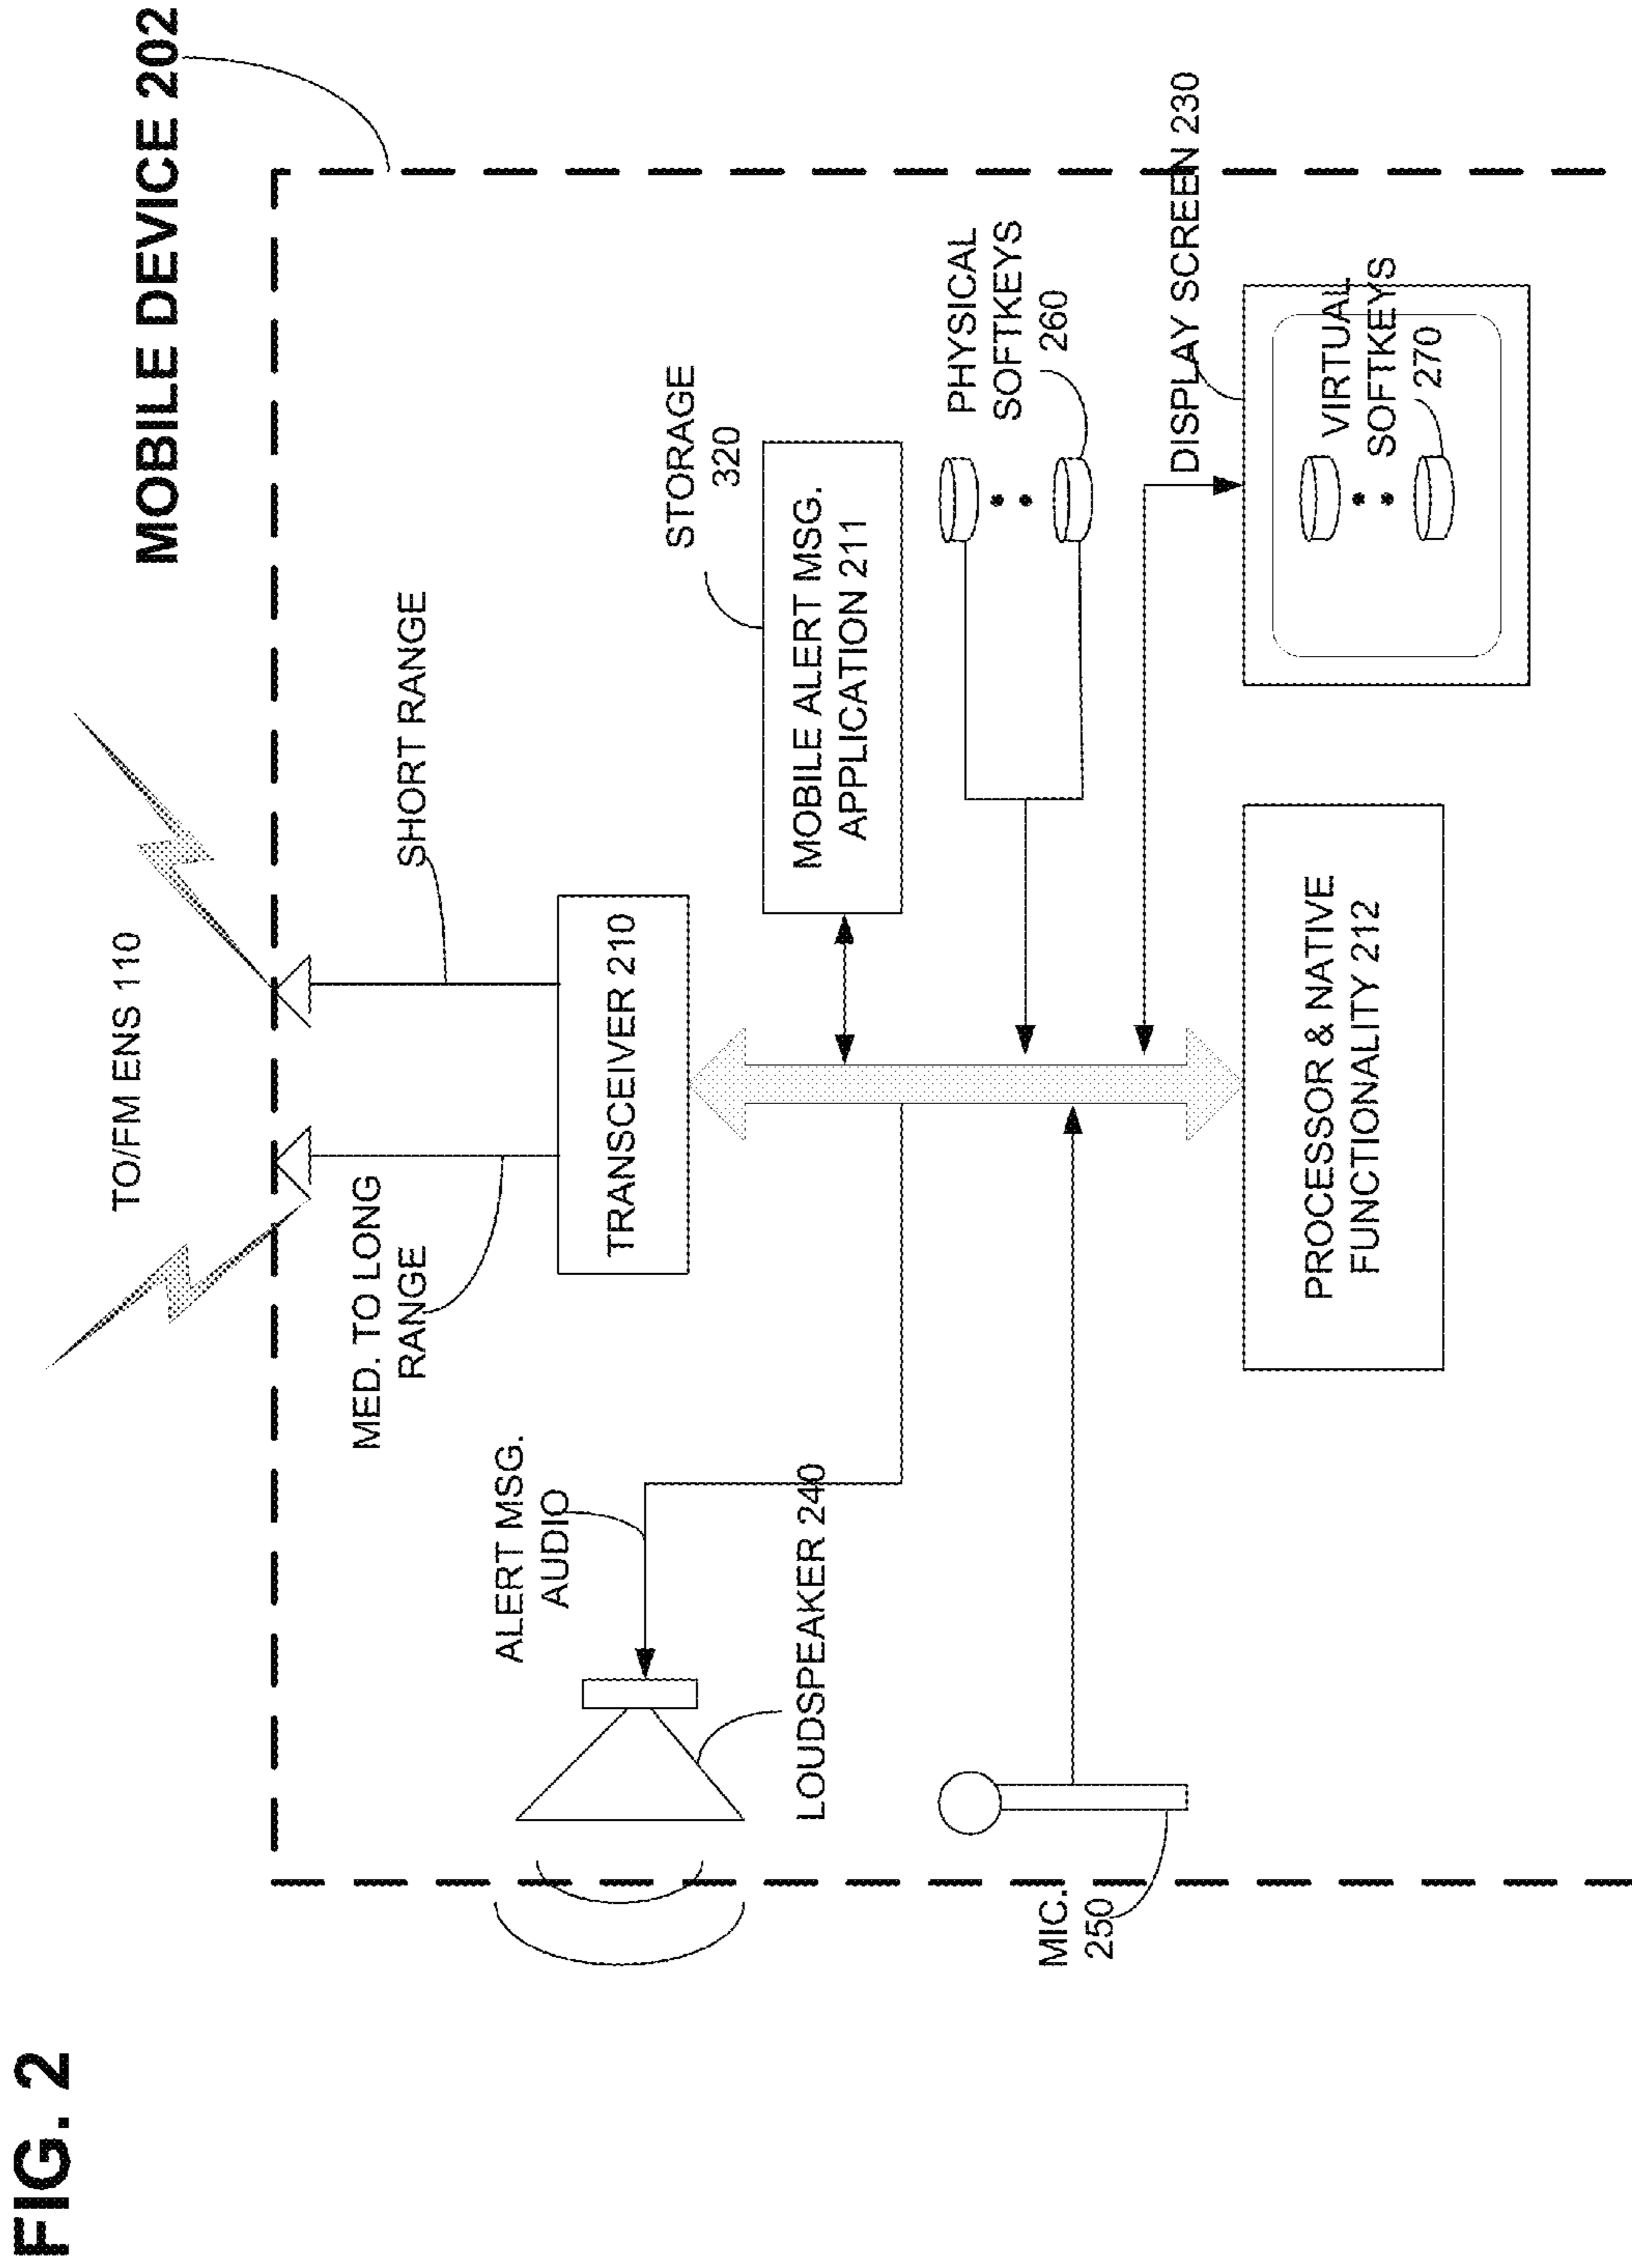 FIG. 2
MOBILE DEVICE 202
TO/FM ENS 110
MED. TO LONG
RANGE
SHORT RANGE
ALERT MSG.
AUDIO
TRANSCEIVER 210
STORAGE
320
LOUDSPEAKER 240
MOBILE ALERT MSG.
APPLICATION 211
PHYSICAL
SOFTKEYS
260
MIC.
250
DISPLAY SCREEN 230
PROCESSOR & NATIVE
FUNCTIONALITY 212
VIRTUAL
SOFTKEYS
270